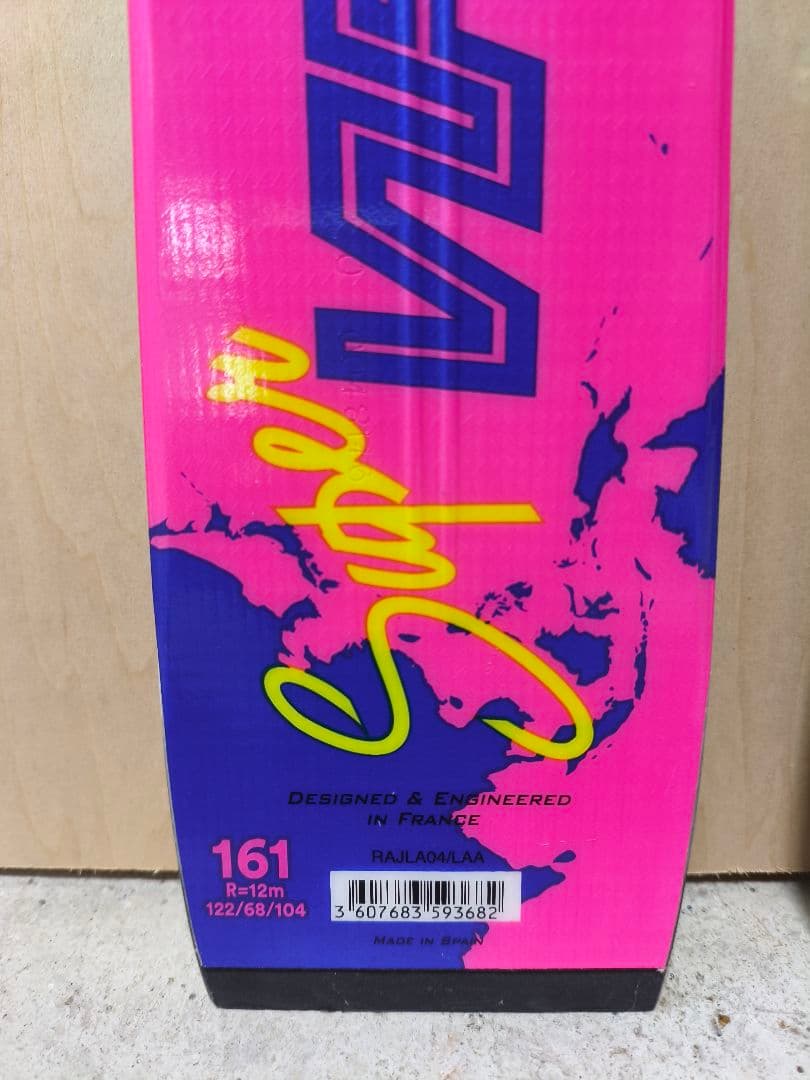 Super
DESIGNED & ENGINEERED
IN FRANCE
161
R=12m
122/68/104
RAJLA04/LAA
3 607683 593682
MADE IN SPAIN